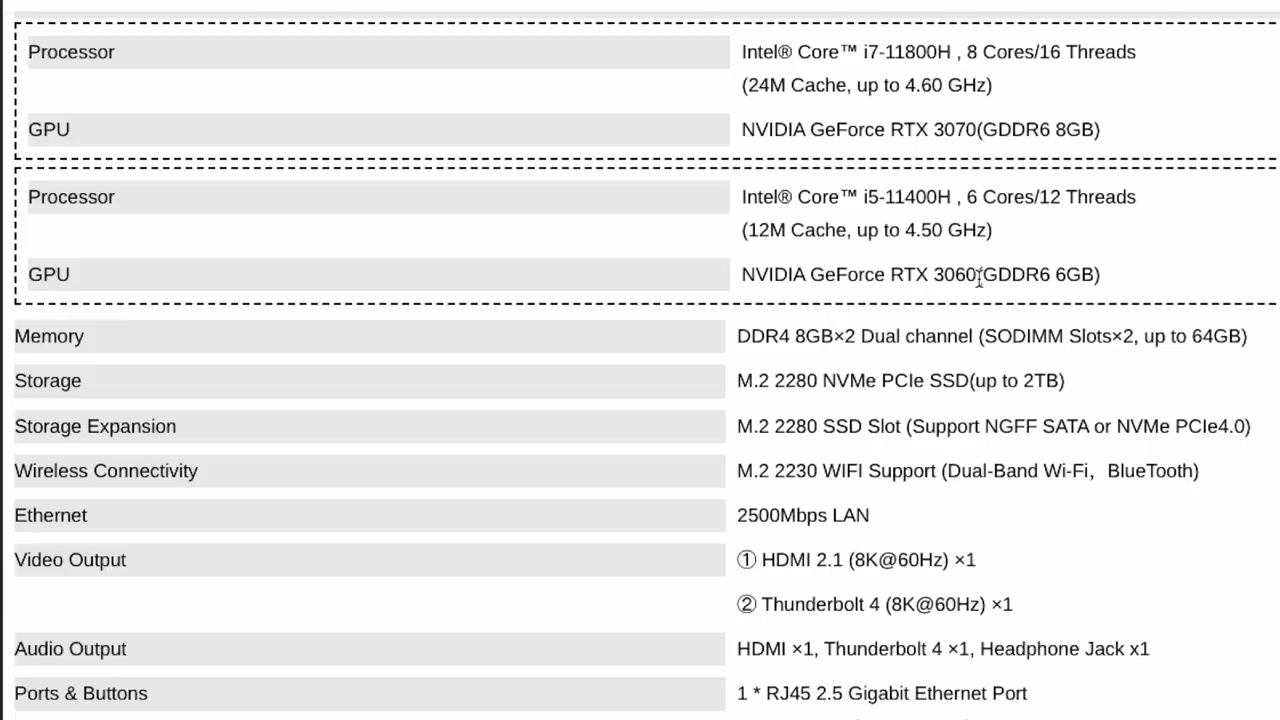 Processor Intel® Core™ i7-11800H , 8 Cores/16 Threads
(24M Cache, up to 4.60 GHz)
GPU NVIDIA GeForce RTX 3070(GDDR6 8GB)
Processor Intel® Core™ i5-11400H , 6 Cores/12 Threads
(12M Cache, up to 4.50 GHz)
GPU NVIDIA GeForce RTX 3060(GDDR6 6GB)
Memory DDR4 8GB×2 Dual channel (SODIMM Slots×2, up to 64GB)
Storage M.2 2280 NVMe PCIe SSD(up to 2TB)
Storage Expansion M.2 2280 SSD Slot (Support NGFF SATA or NVMe PCIe4.0)
Wireless Connectivity M.2 2230 WIFI Support (Dual-Band Wi-Fi，BlueTooth)
Ethernet 2500Mbps LAN
Video Output ① HDMI 2.1 (8K@60Hz) ×1
② Thunderbolt 4 (8K@60Hz) ×1
Audio Output HDMI ×1, Thunderbolt 4 ×1, Headphone Jack x1
Ports & Buttons 1 * RJ45 2.5 Gigabit Ethernet Port